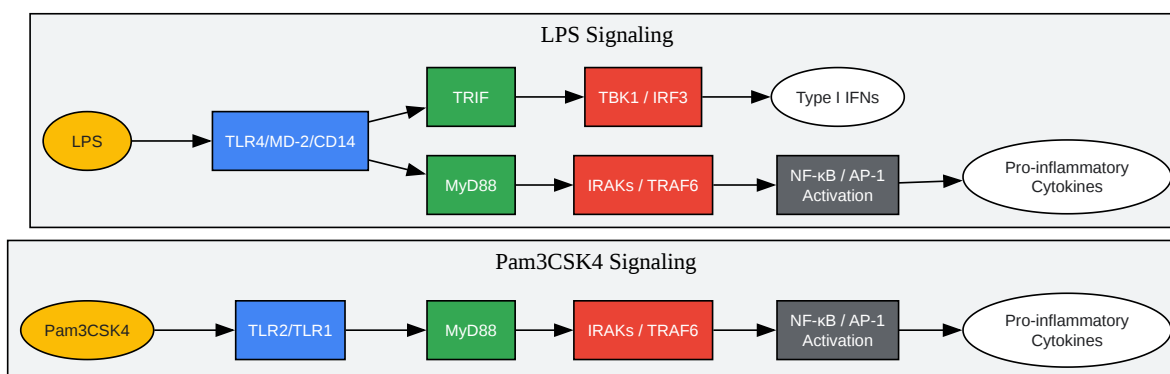 LPS Signaling
LPS
TLR4/MD-2/CD14
TRIF
TBK1 / IRF3
Type I IFNs
MyD88
IRAKs / TRAF6
NF-κB / AP-1
Activation
Pro-inflammatory
Cytokines
Pam3CSK4 Signaling
Pam3CSK4
TLR2/TLR1
MyD88
IRAKs / TRAF6
NF-κB / AP-1
Activation
Pro-inflammatory
Cytokines